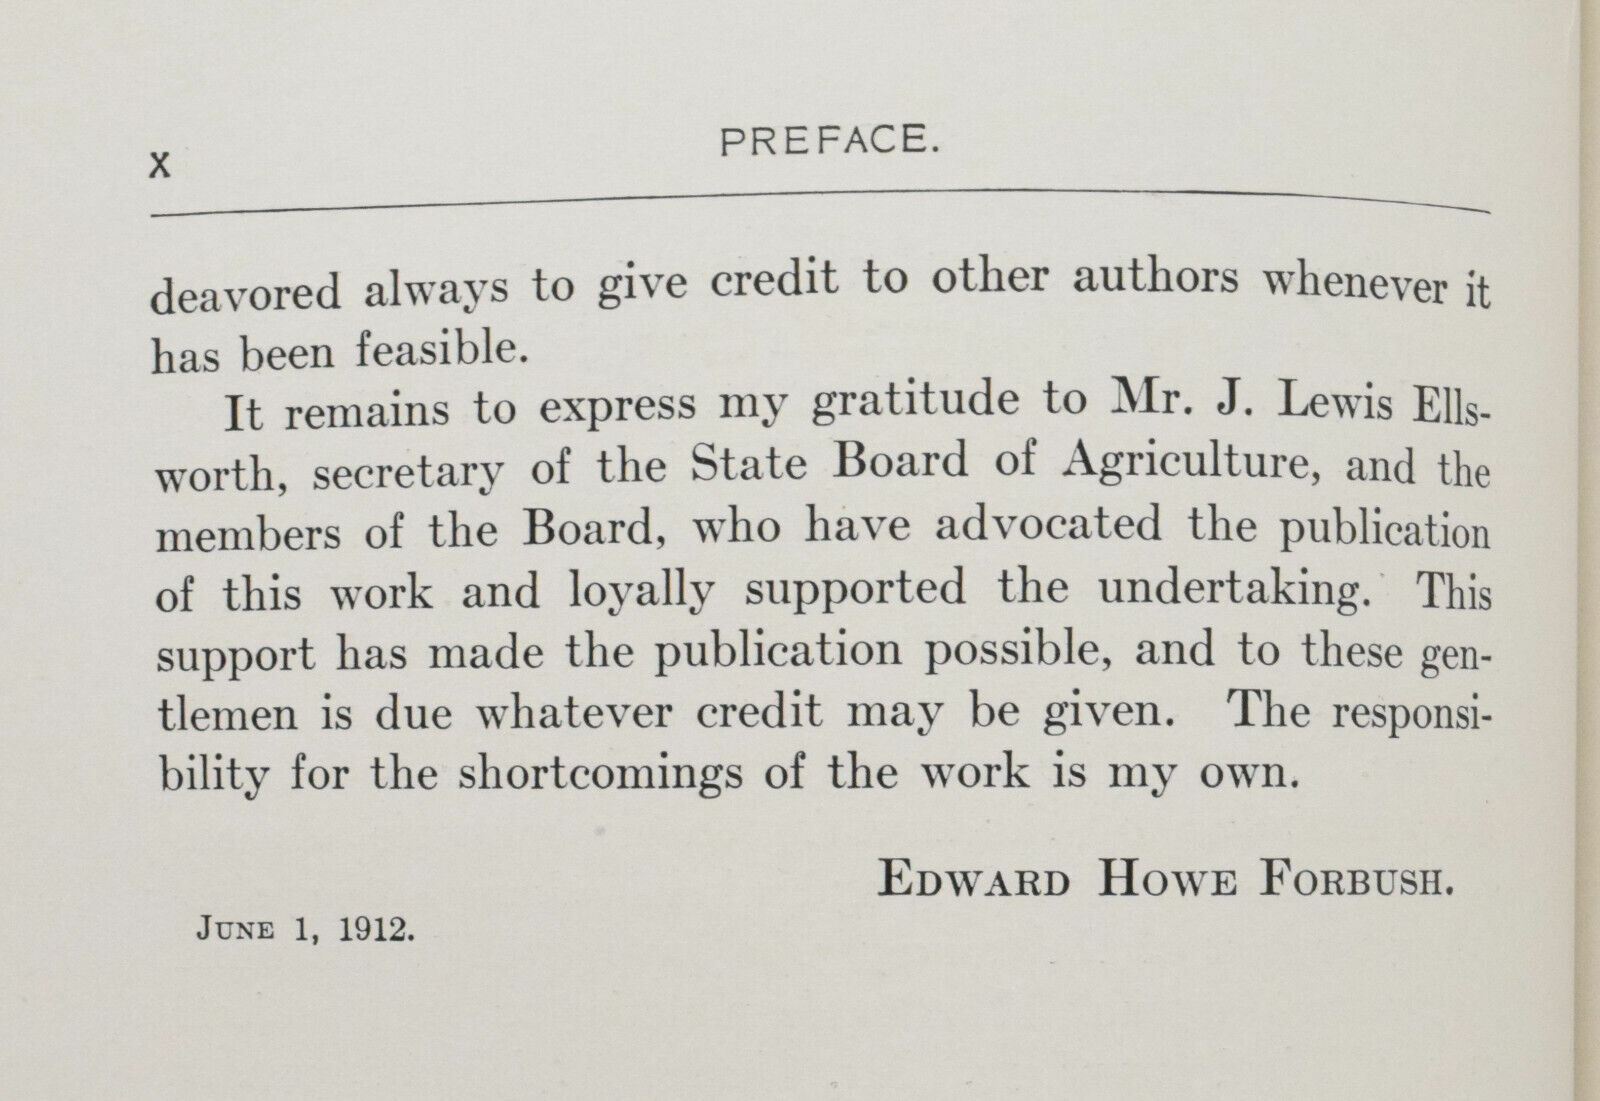 X
PREFACE.
deavored always to give credit to other authors whenever it
has been feasible.
It remains to express my gratitude to Mr. J. Lewis Ells-
worth, secretary of the State Board of Agriculture, and the
members of the Board, who have advocated the publication
of this work and loyally supported the undertaking. This
support has made the publication possible, and to these gen-
tlemen is due whatever credit may be given. The responsi-
bility for the shortcomings of the work is my own.
EDWARD HOWE FORBUSH.
JUNE 1, 1912.